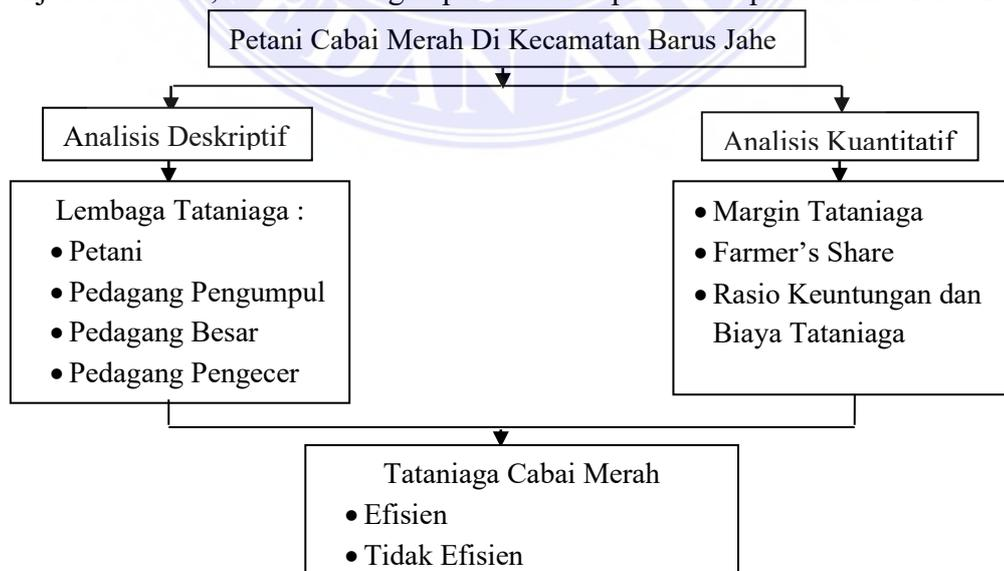 Petani Cabai Merah Di Kecamatan Barus Jahe
Analisis Deskriptif
Analisis Kuantitatif
Lembaga Tataniaga :
• Petani
• Pedagang Pengumpul
• Pedagang Besar
• Pedagang Pengecer
• Margin Tataniaga
• Farmer’s Share
• Rasio Keuntungan dan
Biaya Tataniaga
Tataniaga Cabai Merah
• Efisien
• Tidak Efisien